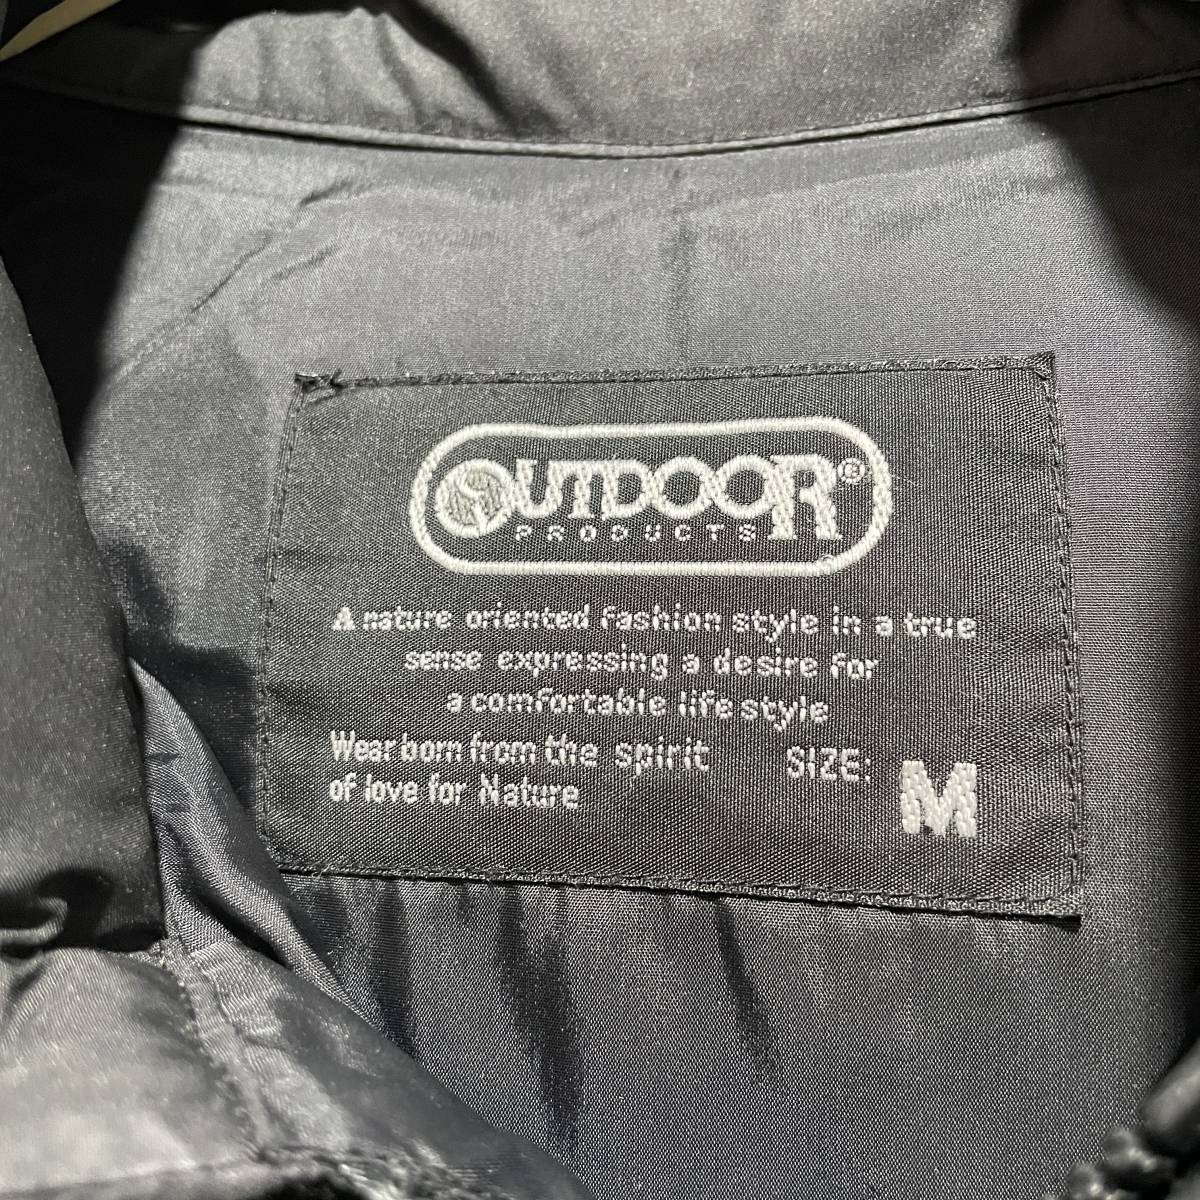 OUTDOOR®
PRODUCTS
A nature oriented fashion style in a true
sense expressing a desire for
a comfortable life style
Wear born from the spirit
of love for Nature
SIZE: M